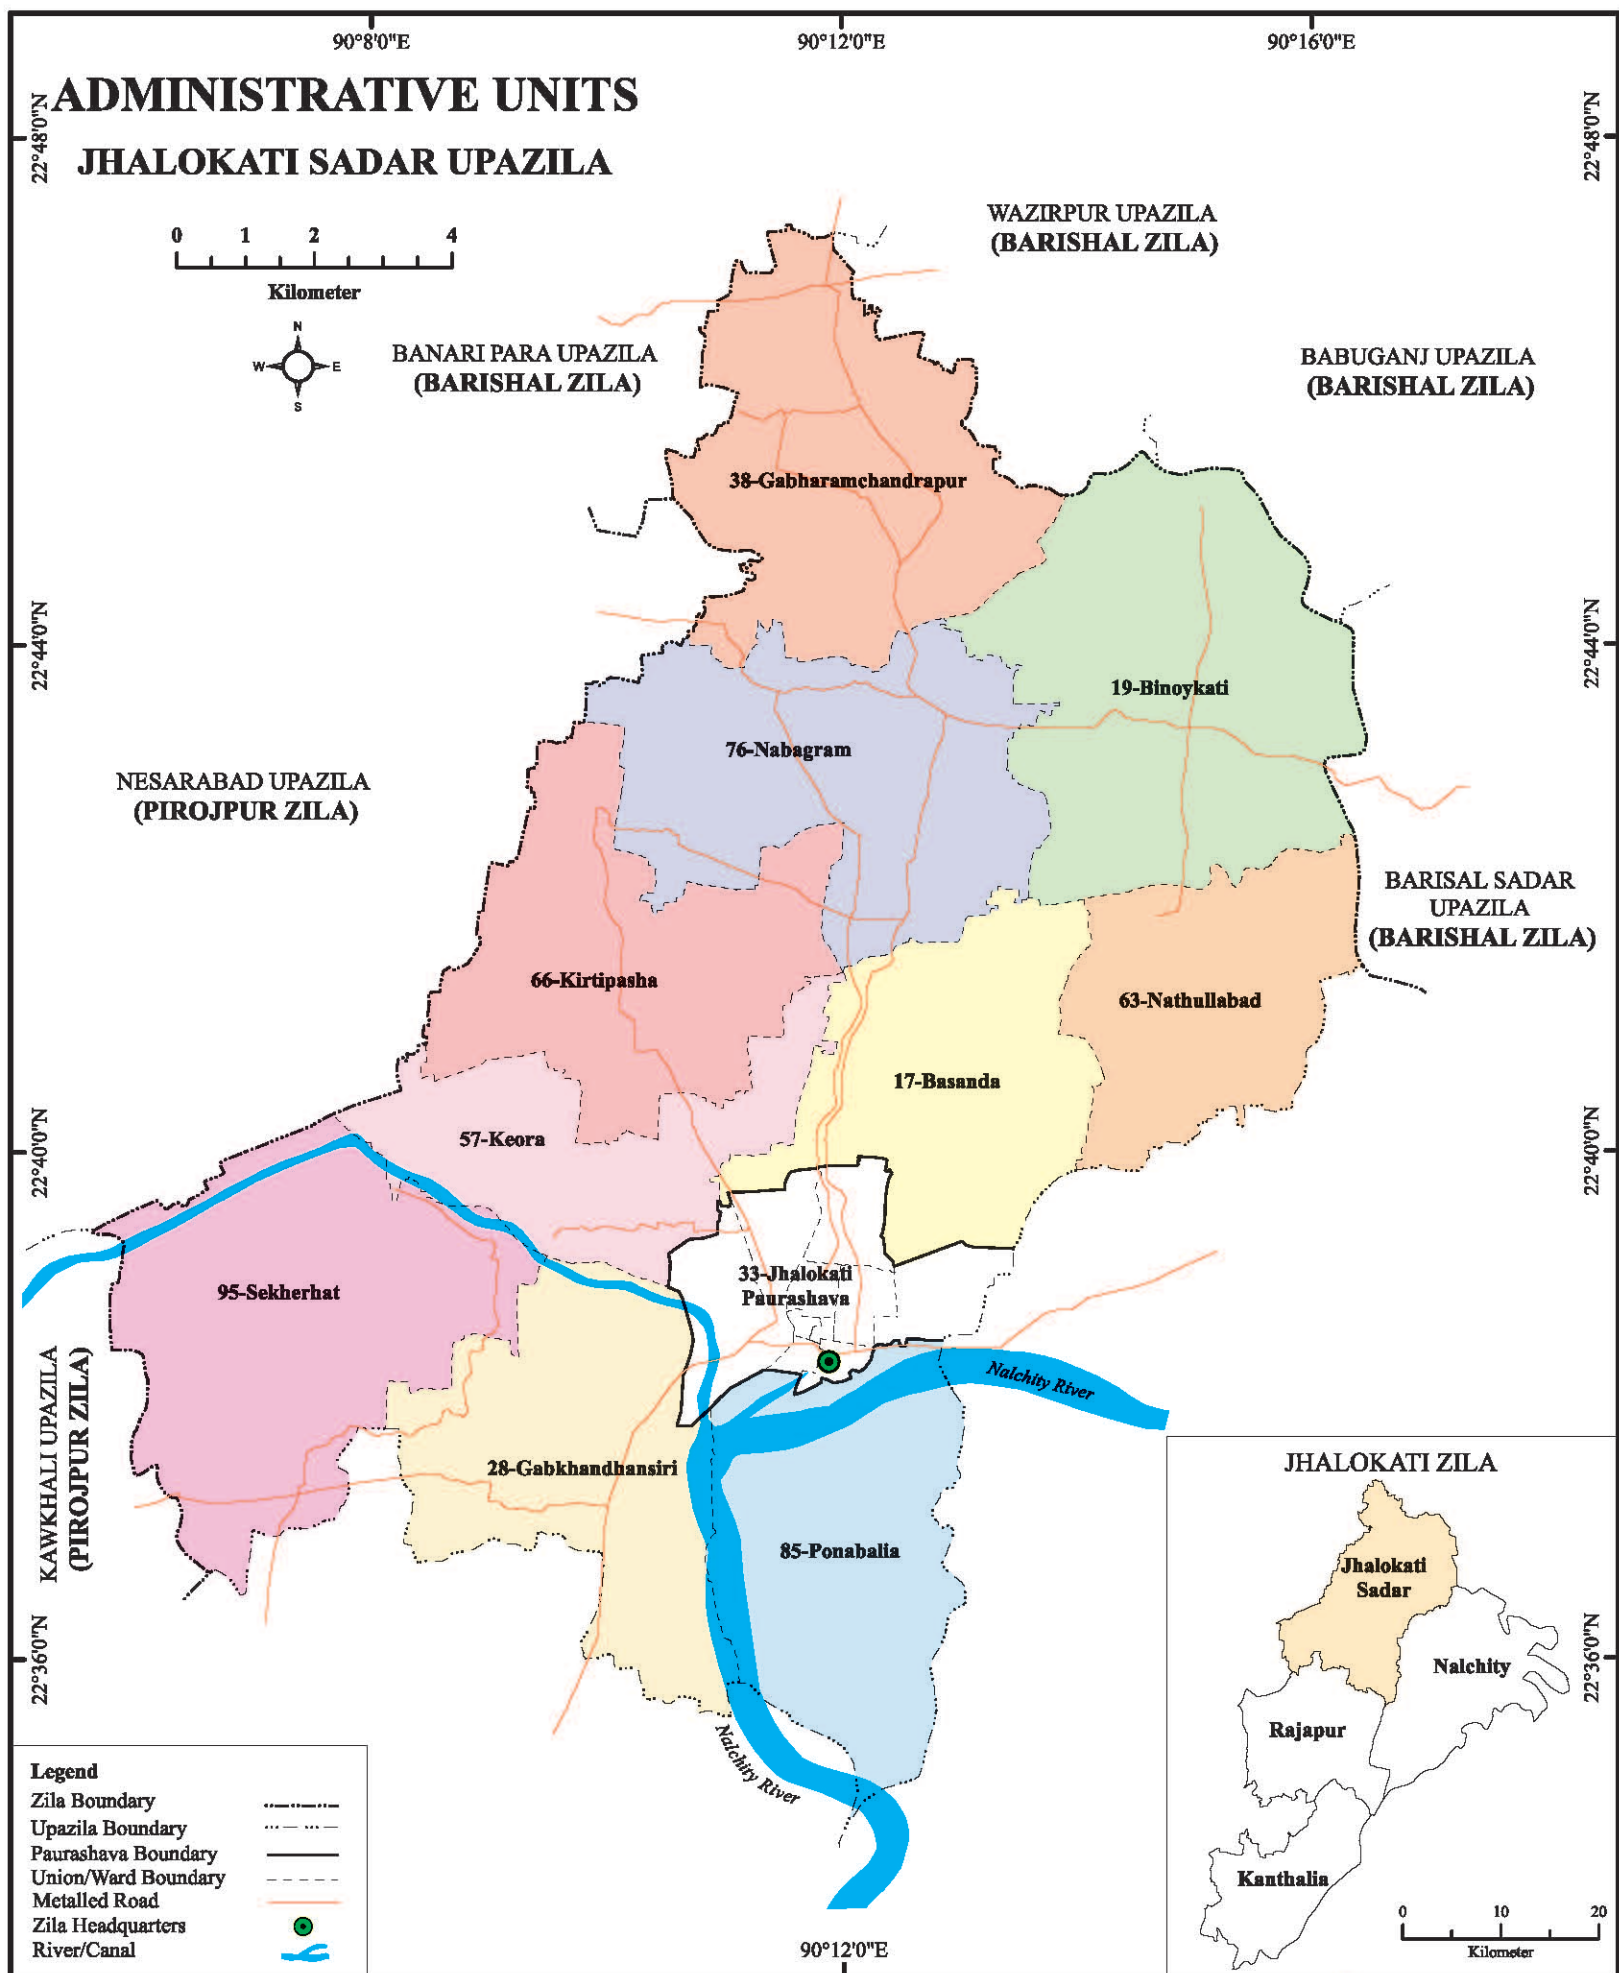 90°8'0"E
90°12'0"E
90°16'0"E
ADMINISTRATIVE UNITS
JHALOKATI SADAR UPAZILA
22°48'0"N
22°48'0"N
0 1 2 4
Kilometer
N
W E
S
WAZIRPUR UPAZILA
(BARISHAL ZILA)
BANARI PARA UPAZILA
(BARISHAL ZILA)
BABUGANJ UPAZILA
(BARISHAL ZILA)
38-Gabharamchandrapur
22°44'0"N
22°44'0"N
19-Binoykati
76-Nabagram
NESARABAD UPAZILA
(PIROJPUR ZILA)
BARISAL SADAR
UPAZILA
(BARISHAL ZILA)
66-Kirtipasha
63-Nathullabad
17-Basanda
57-Keora
22°40'0"N
22°40'0"N
33-Jhalokati
Paurashava
95-Sekherhat
Nalchity River
KAWKHALI UPAZILA
(PIROJPUR ZILA)
28-Gabkhandhansiri
85-Ponabalia
22°36'0"N
22°36'0"N
Nalchity River
JHALOKATI ZILA
Jhalokati
Sadar
Nalchity
Rajapur
Kanthalia
0 10 20
Kilometer
Legend
Zila Boundary
Upazila Boundary
Paurashava Boundary
Union/Ward Boundary
Metalled Road
Zila Headquarters
River/Canal
90°12'0"E